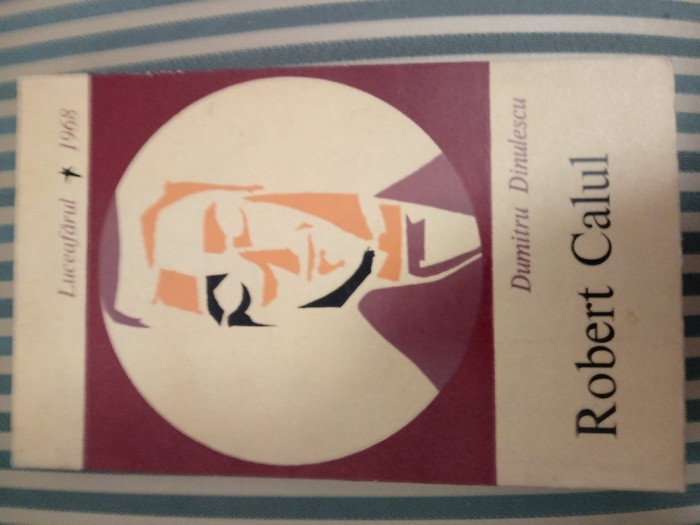 Dumitru Dinulescu
Robert Calul
Luceafărul 1968